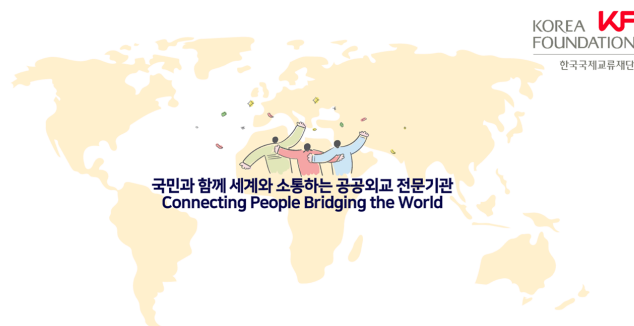 KOREA KF
FOUNDATION
한국국제교류재단
국민과 함께 세계와 소통하는 공공외교 전문기관
Connecting People Bridging the World